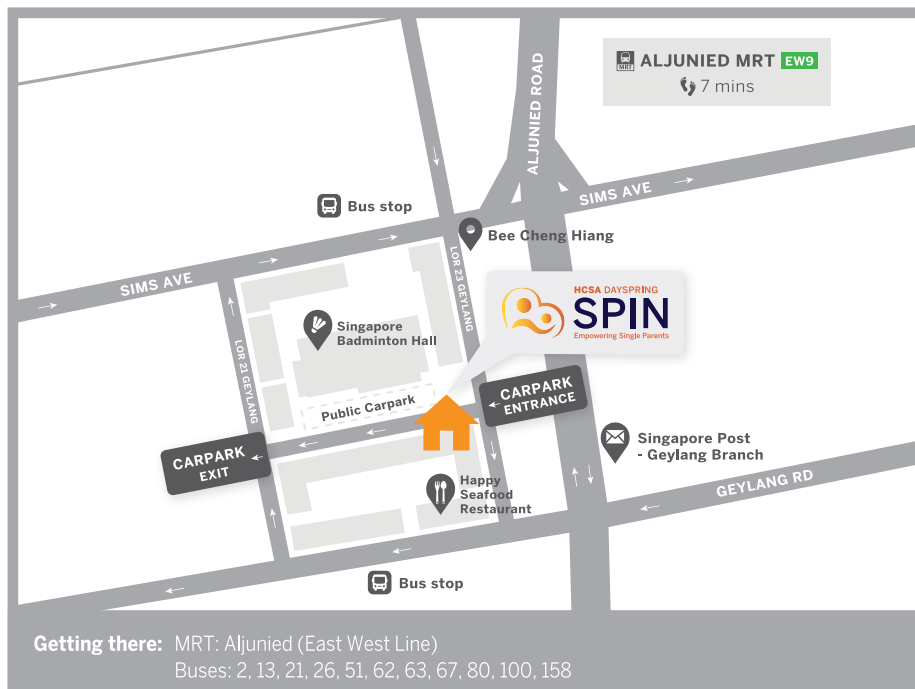 ALJUNIED MRT EW9
MRT
7 mins
ALJUNIED ROAD
SIMS AVE
Bus stop
Bee Cheng Hiang
SIMS AVE
LOR 23 GEYLANG
HCSA DAYSPRING
SPIN
Empowering Single Parents
Singapore
Badminton Hall
LOR 21 GEYLANG
Public Carpark
CARPARK
ENTRANCE
CARPARK
EXIT
Singapore Post
- Geylang Branch
GEYLANG RD
Happy
Seafood
Restaurant
Bus stop
Getting there: MRT: Aljunied (East West Line)
Buses: 2, 13, 21, 26, 51, 62, 63, 67, 80, 100, 158